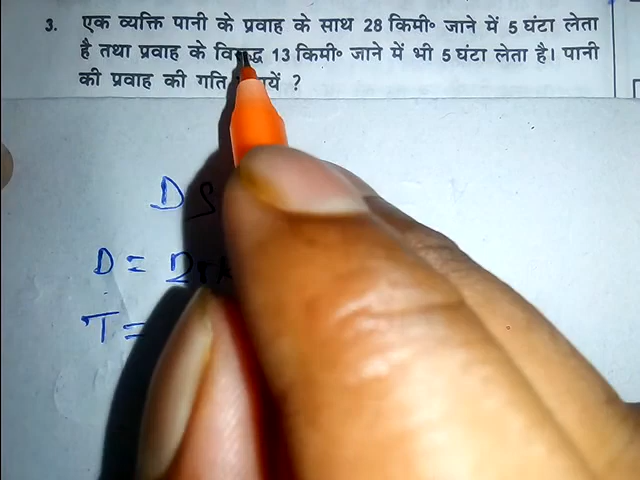 3. एक व्यक्ति पानी के प्रवाह के साथ 28 किमी॰ जाने में 5 घंटा लेता
है तथा प्रवाह के विरूद्ध 13 किमी॰ जाने में भी 5 घंटा लेता है। पानी
की प्रवाह की गति ?
D S
D =
T =